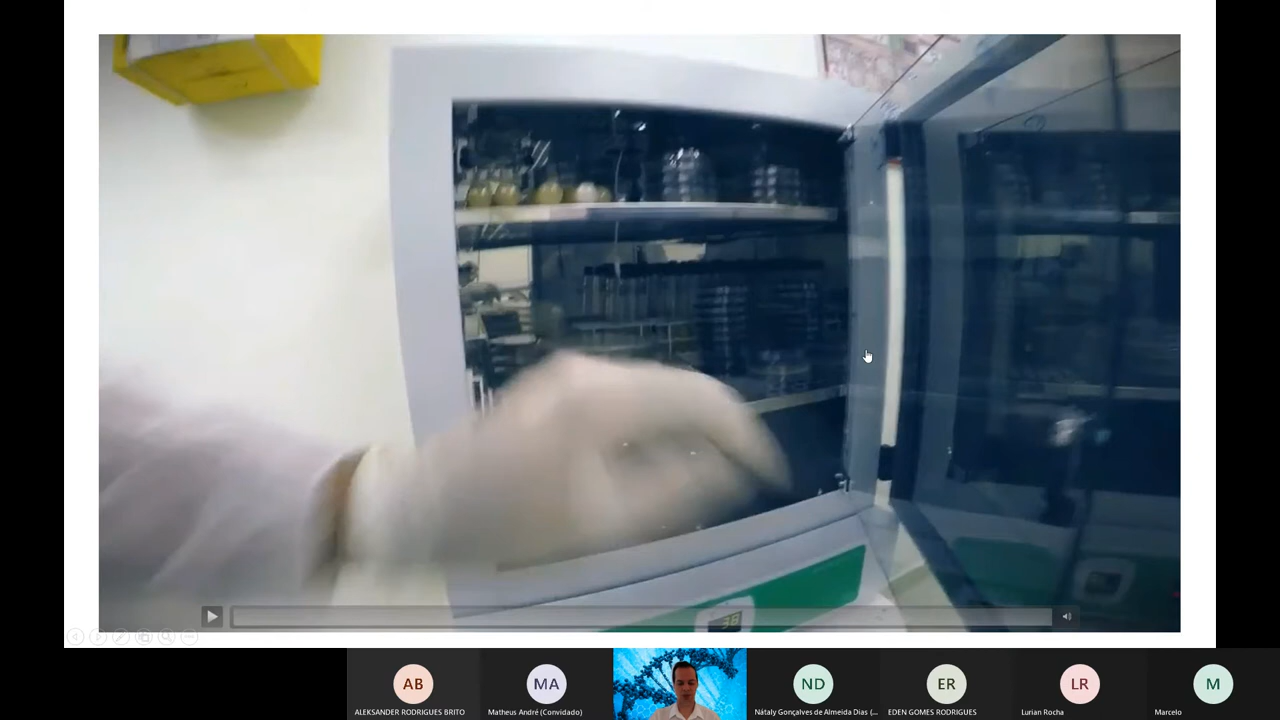 38
AB
MA
ND
ER
LR
M
ALEKSANDER RODRIGUES BRITO
Matheus André (Convidado)
Nátaly Gonçalves de Almeida Dias (...
EDEN GOMES RODRIGUES
Lurian Rocha
Marcelo